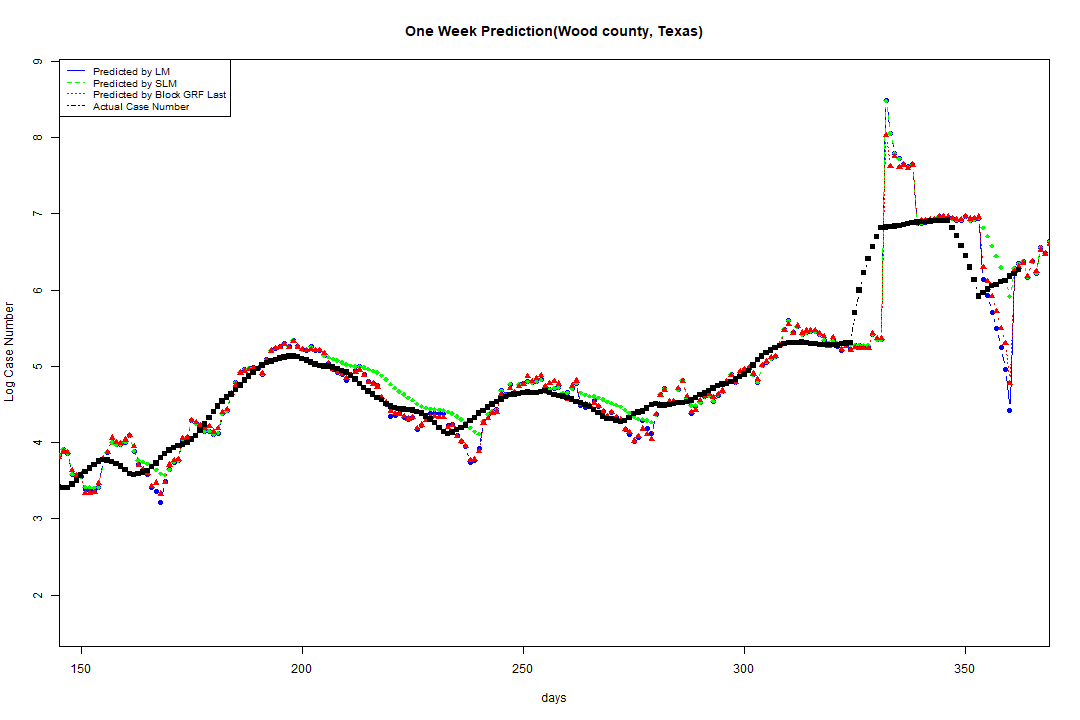 One Week Prediction(Wood county, Texas)
Predicted by LM
Predicted by SLM
Predicted by Block GRF Last
Actual Case Number
9
8
7
6
5
4
3
2
Log Case Number
150 200 250 300 350
days